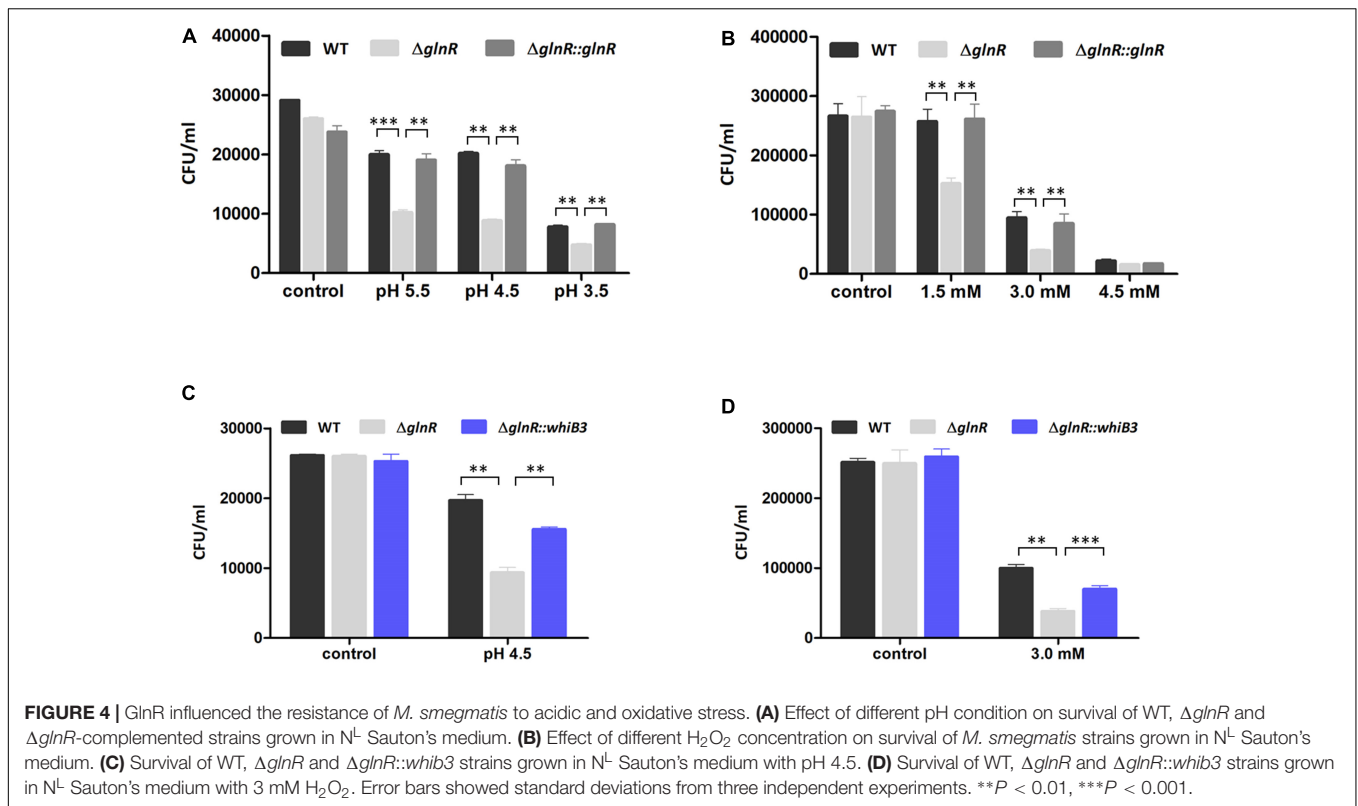 A
WT ΔglnR ΔglnR::glnR
40000
30000
20000
10000
0
CFU/ml
*** ** ** ** ** **
control pH 5.5 pH 4.5 pH 3.5
B
WT ΔglnR ΔglnR::glnR
400000
300000
200000
100000
0
CFU/ml
** ** ** **
control 1.5 mM 3.0 mM 4.5 mM
C
WT ΔglnR ΔglnR::whiB3
30000
20000
10000
0
CFU/ml
** **
control pH 4.5
D
WT ΔglnR ΔglnR::whiB3
300000
200000
100000
0
CFU/ml
** ***
control 3.0 mM
FIGURE 4 | GlnR influenced the resistance of M. smegmatis to acidic and oxidative stress. (A) Effect of different pH condition on survival of WT, ΔglnR and
ΔglnR-complemented strains grown in Nᴸ Sauton's medium. (B) Effect of different H₂O₂ concentration on survival of M. smegmatis strains grown in Nᴸ Sauton's
medium. (C) Survival of WT, ΔglnR and ΔglnR::whib3 strains grown in Nᴸ Sauton's medium with pH 4.5. (D) Survival of WT, ΔglnR and ΔglnR::whib3 strains grown
in Nᴸ Sauton's medium with 3 mM H₂O₂. Error bars showed standard deviations from three independent experiments. **P < 0.01, ***P < 0.001.